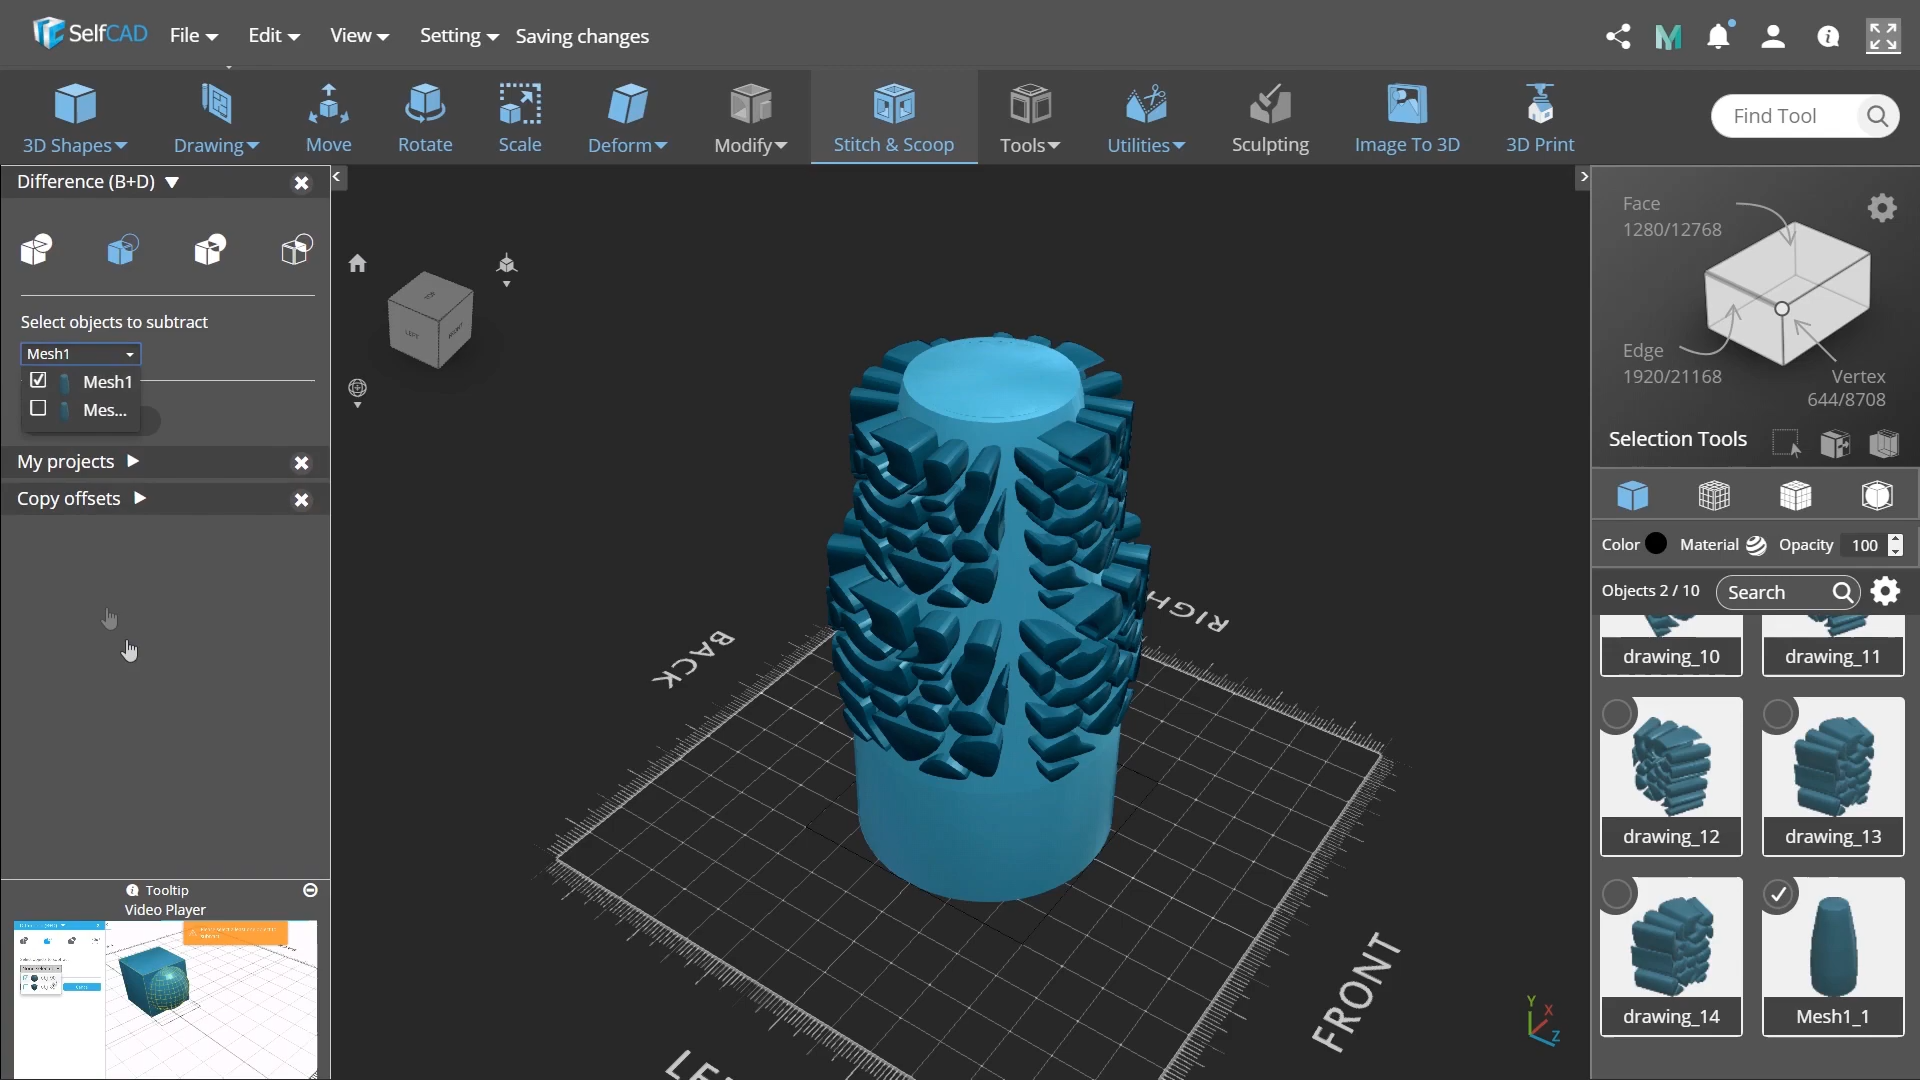 SelfCAD
File
Edit
View
Setting
Saving changes
3D Shapes
Drawing
Move
Rotate
Scale
Deform
Modify
Stitch & Scoop
Tools
Utilities
Sculpting
Image To 3D
3D Print
Find Tool
Difference (B+D)
Select objects to subtract
Mesh1
Mesh1
Mes...
My projects
Copy offsets
Tooltip
Video Player
LEFT
BACK
RIGHT
FRONT
Y
X
Z
Face
1280/12768
Edge
1920/21168
Vertex
644/8708
Selection Tools
Color
Material
Opacity
100
Objects 2 / 10
Search
drawing_10
drawing_11
drawing_12
drawing_13
drawing_14
Mesh1_1